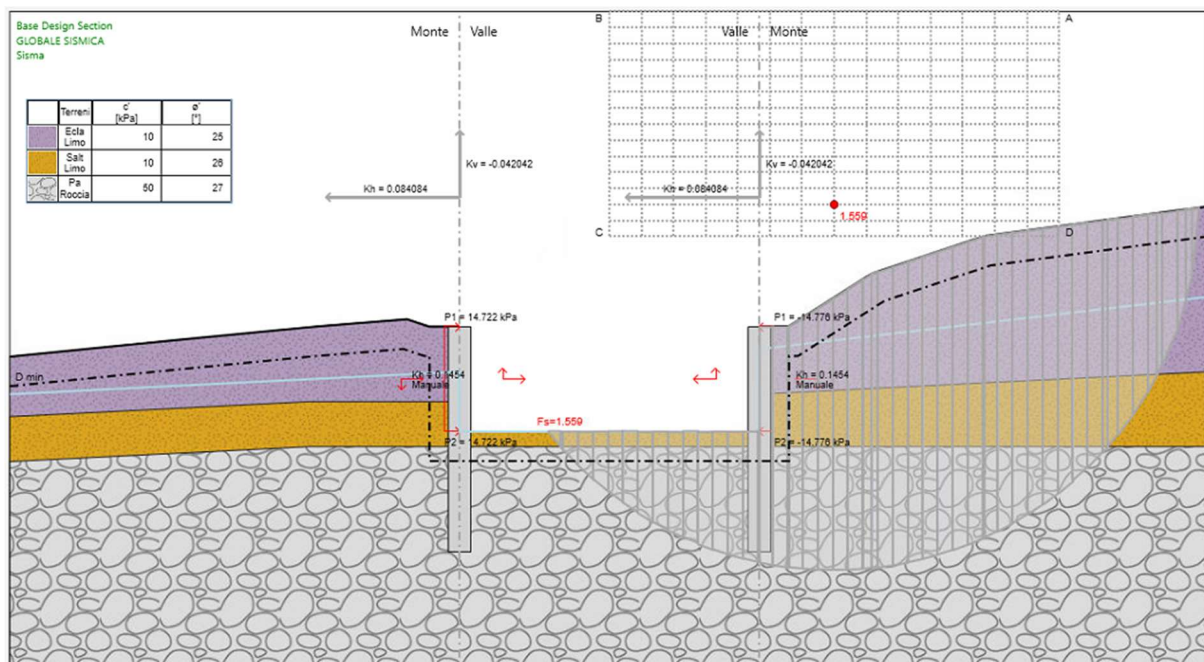 Base Design Section
GLOBALE SISMICA
Sisma
Monte Valle
Valle Monte
B
A
Terreni c' [kPa] ø' [°]
Ecla Limo 10 25
Salt Limo 10 26
Pa Roccia 50 27
Kv = -0.042042
Kh = 0.084084
Kv = -0.042042
Kh = 0.084084
1.559
C
D
P1 = 14.722 kPa
P1 = -14.776 kPa
D min
Kh = 0.1454
Manuale
Kh = 0.1454
Manuale
Fs=1.559
P2 = 14.722 kPa
P2 = -14.776 kPa